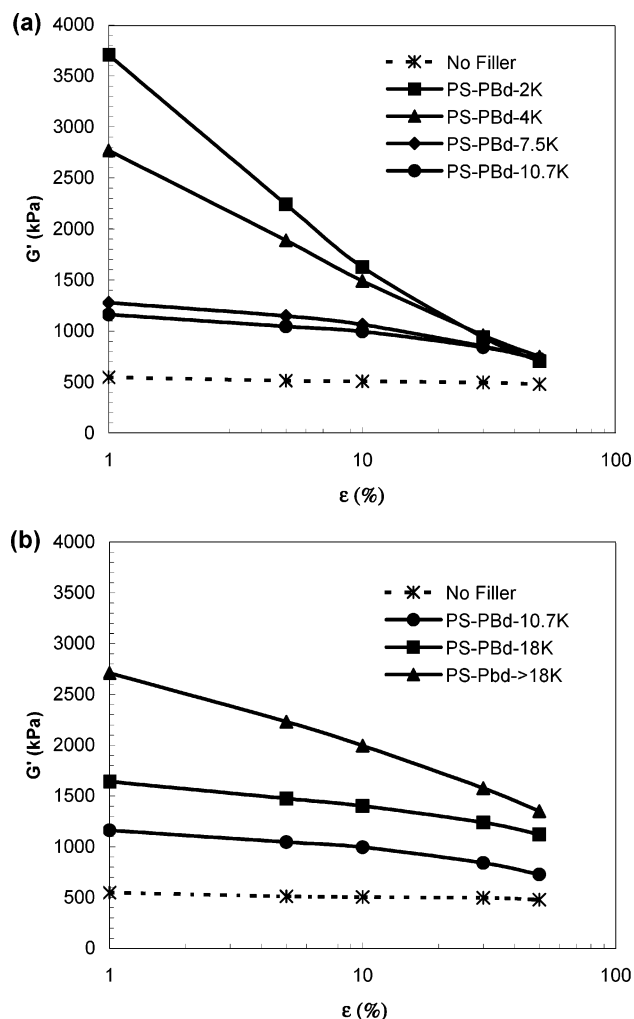 (a)
4000
3500
3000
2500
2000
1500
1000
500
0
G' (kPa)
No Filler
PS-PBd-2K
PS-PBd-4K
PS-PBd-7.5K
PS-PBd-10.7K
1
10
100
ε (%)
(b)
4000
3500
3000
2500
2000
1500
1000
500
0
G' (kPa)
No Filler
PS-PBd-10.7K
PS-PBd-18K
PS-Pbd->18K
1
10
100
ε (%)